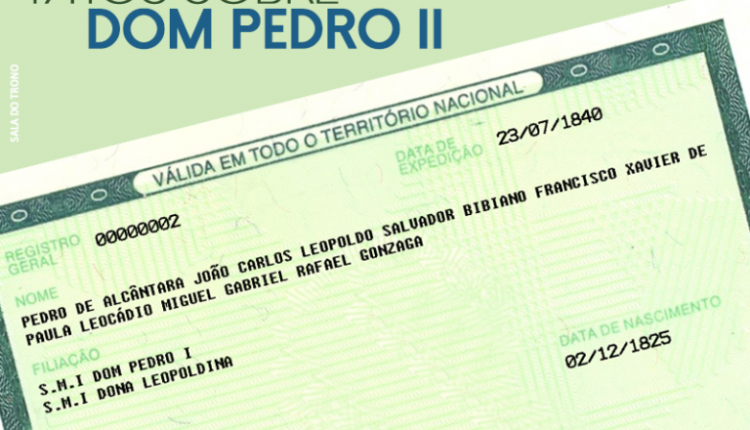 FATOS SOBRE
DOM PEDRO II
SALA DO TRONO
VÁLIDA EM TODO O TERRITÓRIO NACIONAL
REGISTRO GERAL
00000002
DATA DE EXPEDIÇÃO
23/07/1840
NOME
PEDRO DE ALCÂNTARA JOÃO CARLOS LEOPOLDO SALVADOR BIBIANO FRANCISCO XAVIER DE
PAULA LEOCÁDIO MIGUEL GABRIEL RAFAEL GONZAGA
FILIAÇÃO
S.M.I DOM PEDRO I
S.M.I DONA LEOPOLDINA
DATA DE NASCIMENTO
02/12/1825